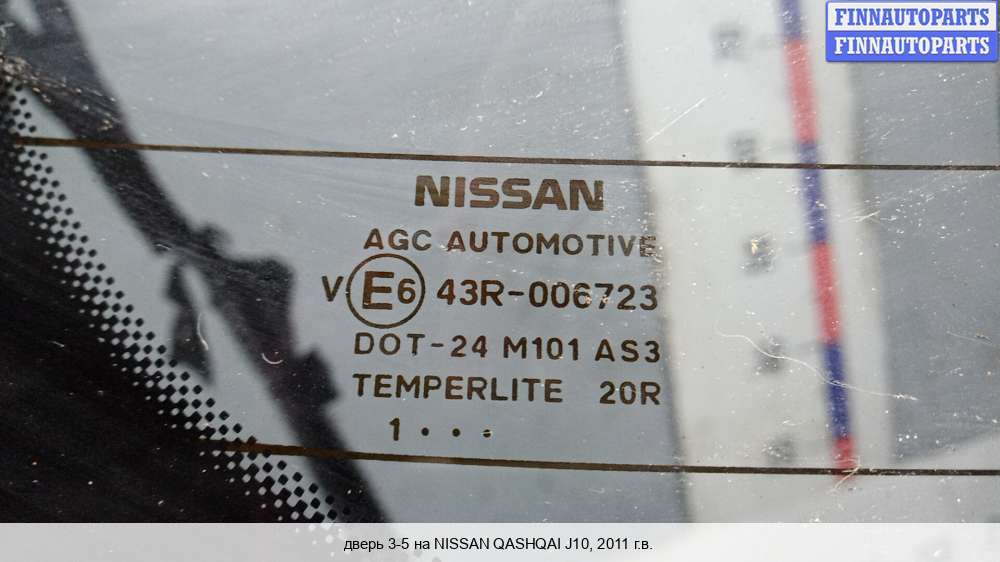 FINNAUTOPARTS
FINNAUTOPARTS
NISSAN
AGC AUTOMOTIVE
V E6 43R-006723
DOT-24 M101 AS3
TEMPERLITE 20R
1 • • •
дверь 3-5 на NISSAN QASHQAI J10, 2011 г.в.